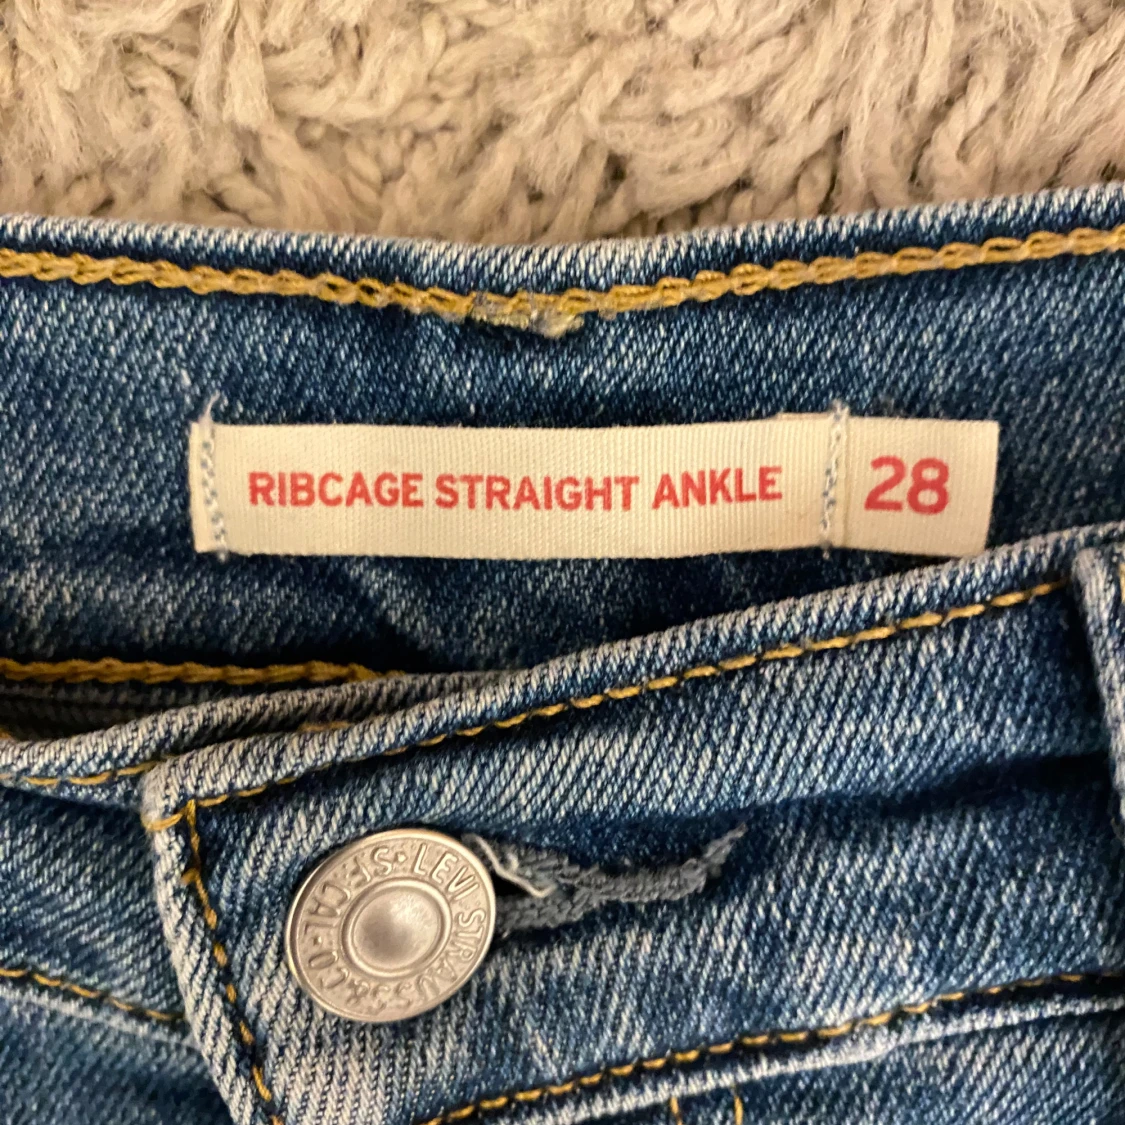 RIBCAGE STRAIGHT ANKLE 28
LEVI STRAUSS & CO. S.F. CAL.